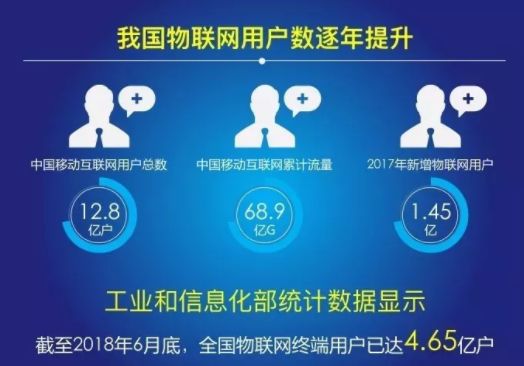 我国物联网用户数逐年提升
中国移动互联网用户总数
中国移动互联网累计流量
2017年新增物联网用户
12.8
亿户
68.9
亿G
1.45
亿
工业和信息化部统计数据显示
截至2018年6月底，全国物联网终端用户已达4.65亿户